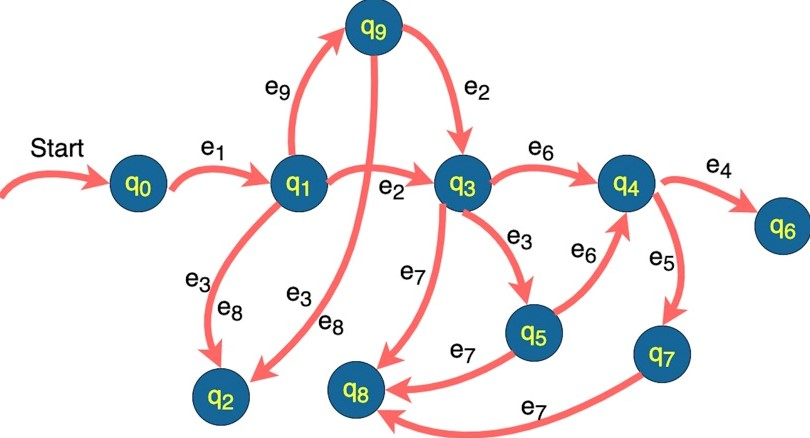 q₉
e₉
e₂
Start
e₁
e₆
e₄
q₀
q₁
e₂
q₃
q₄
q₆
e₃
e₆
e₅
e₇
e₃
e₈
e₃
e₈
q₅
e₇
q₇
q₂
q₈
e₇